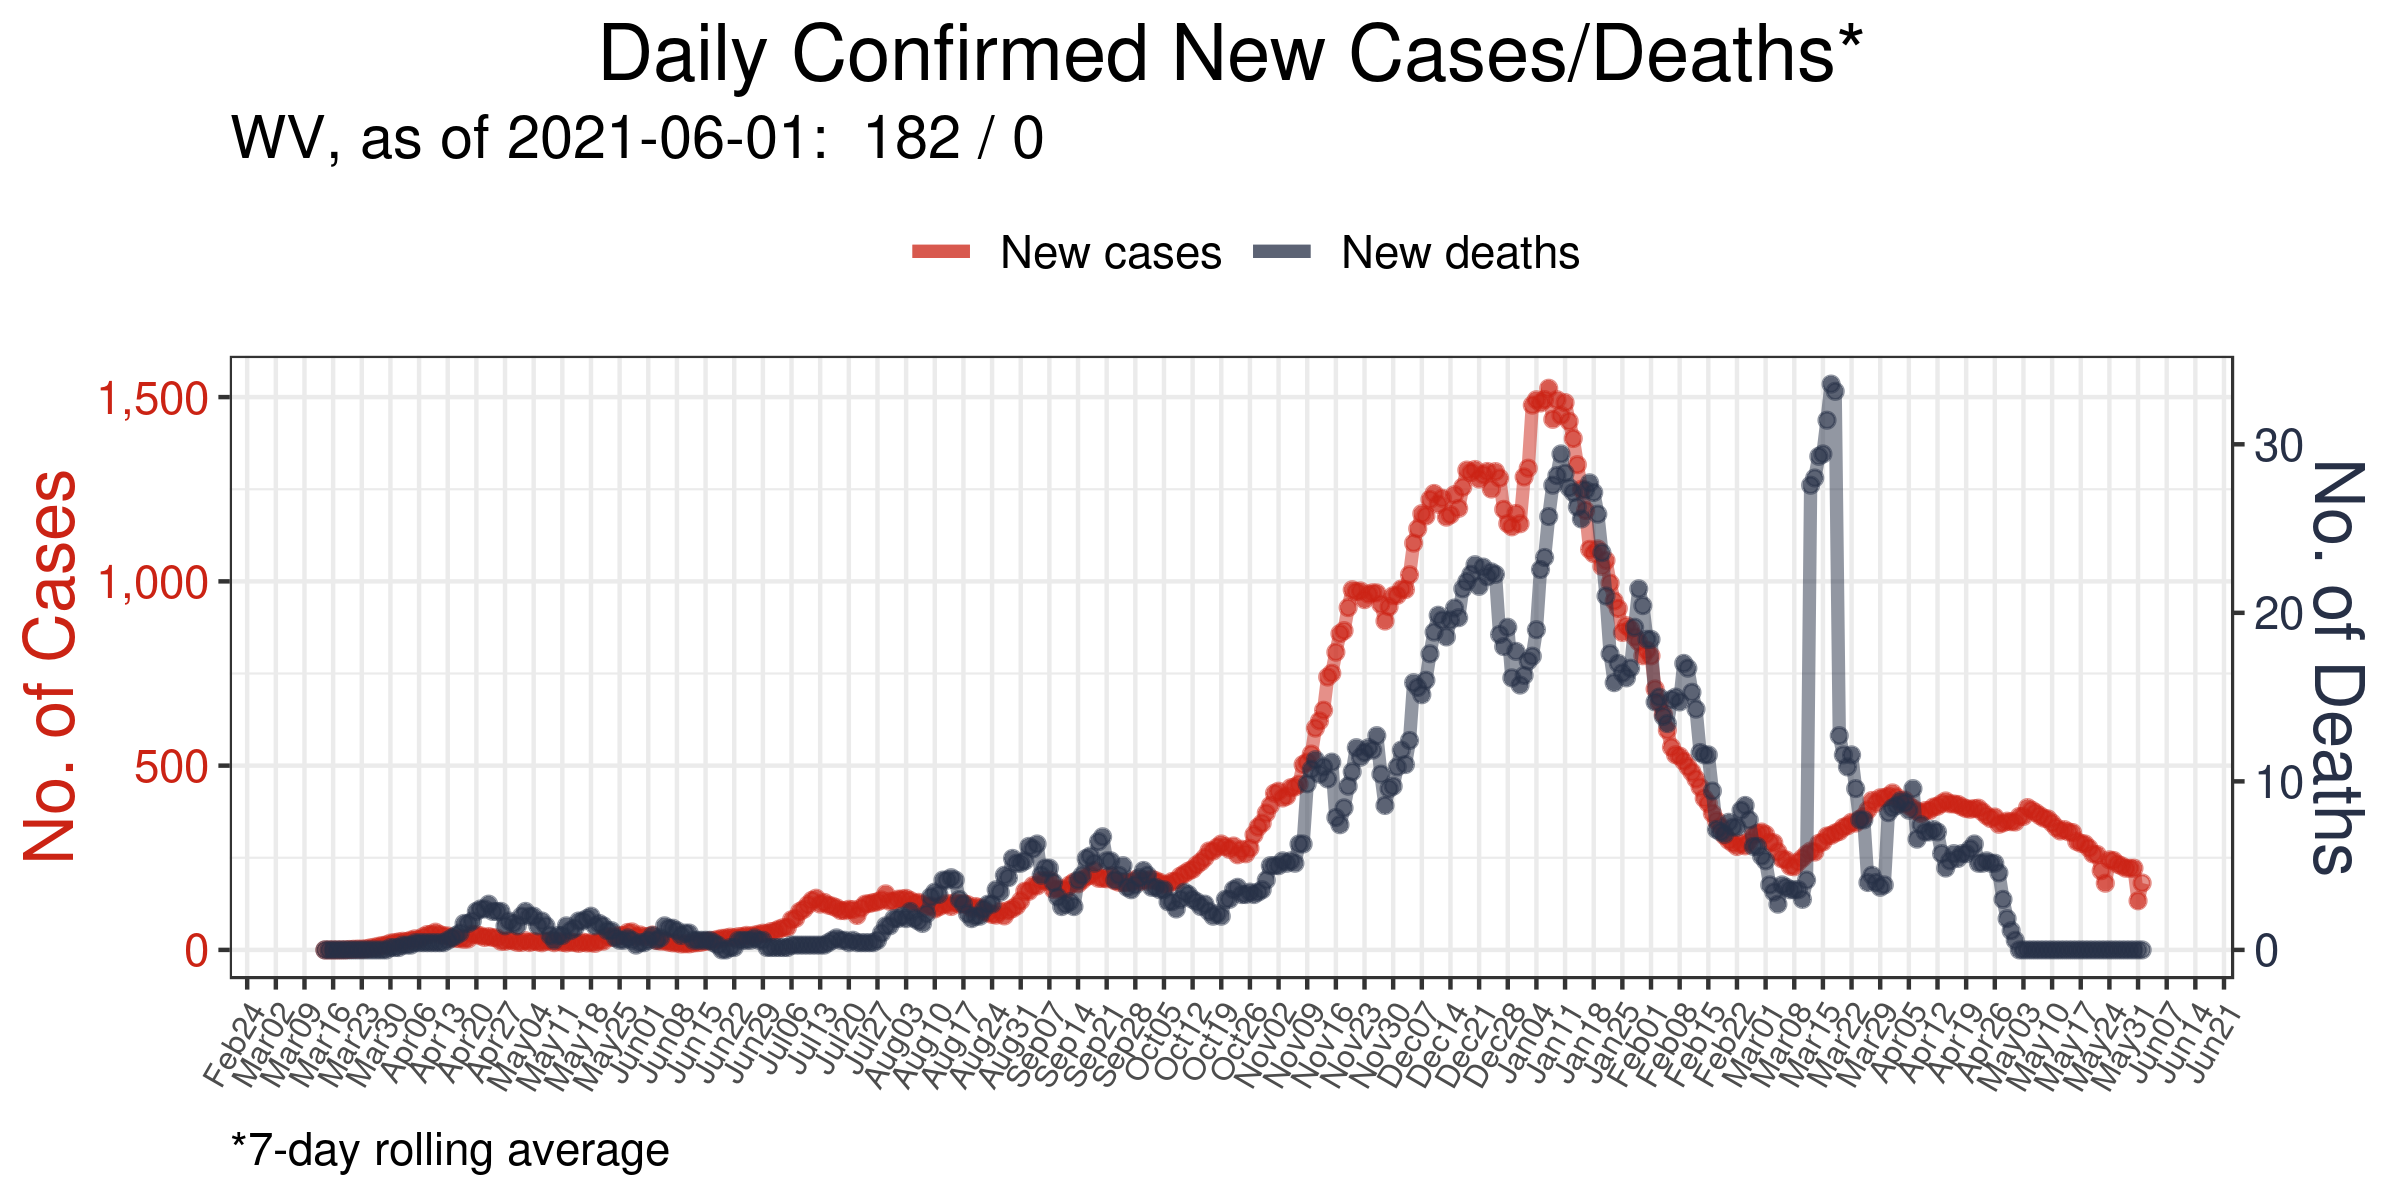 Daily Confirmed New Cases/Deaths*
WV, as of 2021-06-01:  182 / 0
New cases
New deaths
No. of Cases
1,500
1,000
500
0
30
20
10
0
No. of Deaths
Feb24
Mar02
Mar09
Mar16
Mar23
Mar30
Apr06
Apr13
Apr20
Apr27
May04
May11
May18
May25
Jun01
Jun08
Jun15
Jun22
Jun29
Jul06
Jul13
Jul20
Jul27
Aug03
Aug10
Aug17
Aug24
Aug31
Sep07
Sep14
Sep21
Sep28
Oct05
Oct12
Oct19
Oct26
Nov02
Nov09
Nov16
Nov23
Nov30
Dec07
Dec14
Dec21
Dec28
Jan04
Jan11
Jan18
Jan25
Feb01
Feb08
Feb15
Feb22
Mar01
Mar08
Mar15
Mar22
Mar29
Apr05
Apr12
Apr19
Apr26
May03
May10
May17
May24
May31
Jun07
Jun14
Jun21
*7-day rolling average